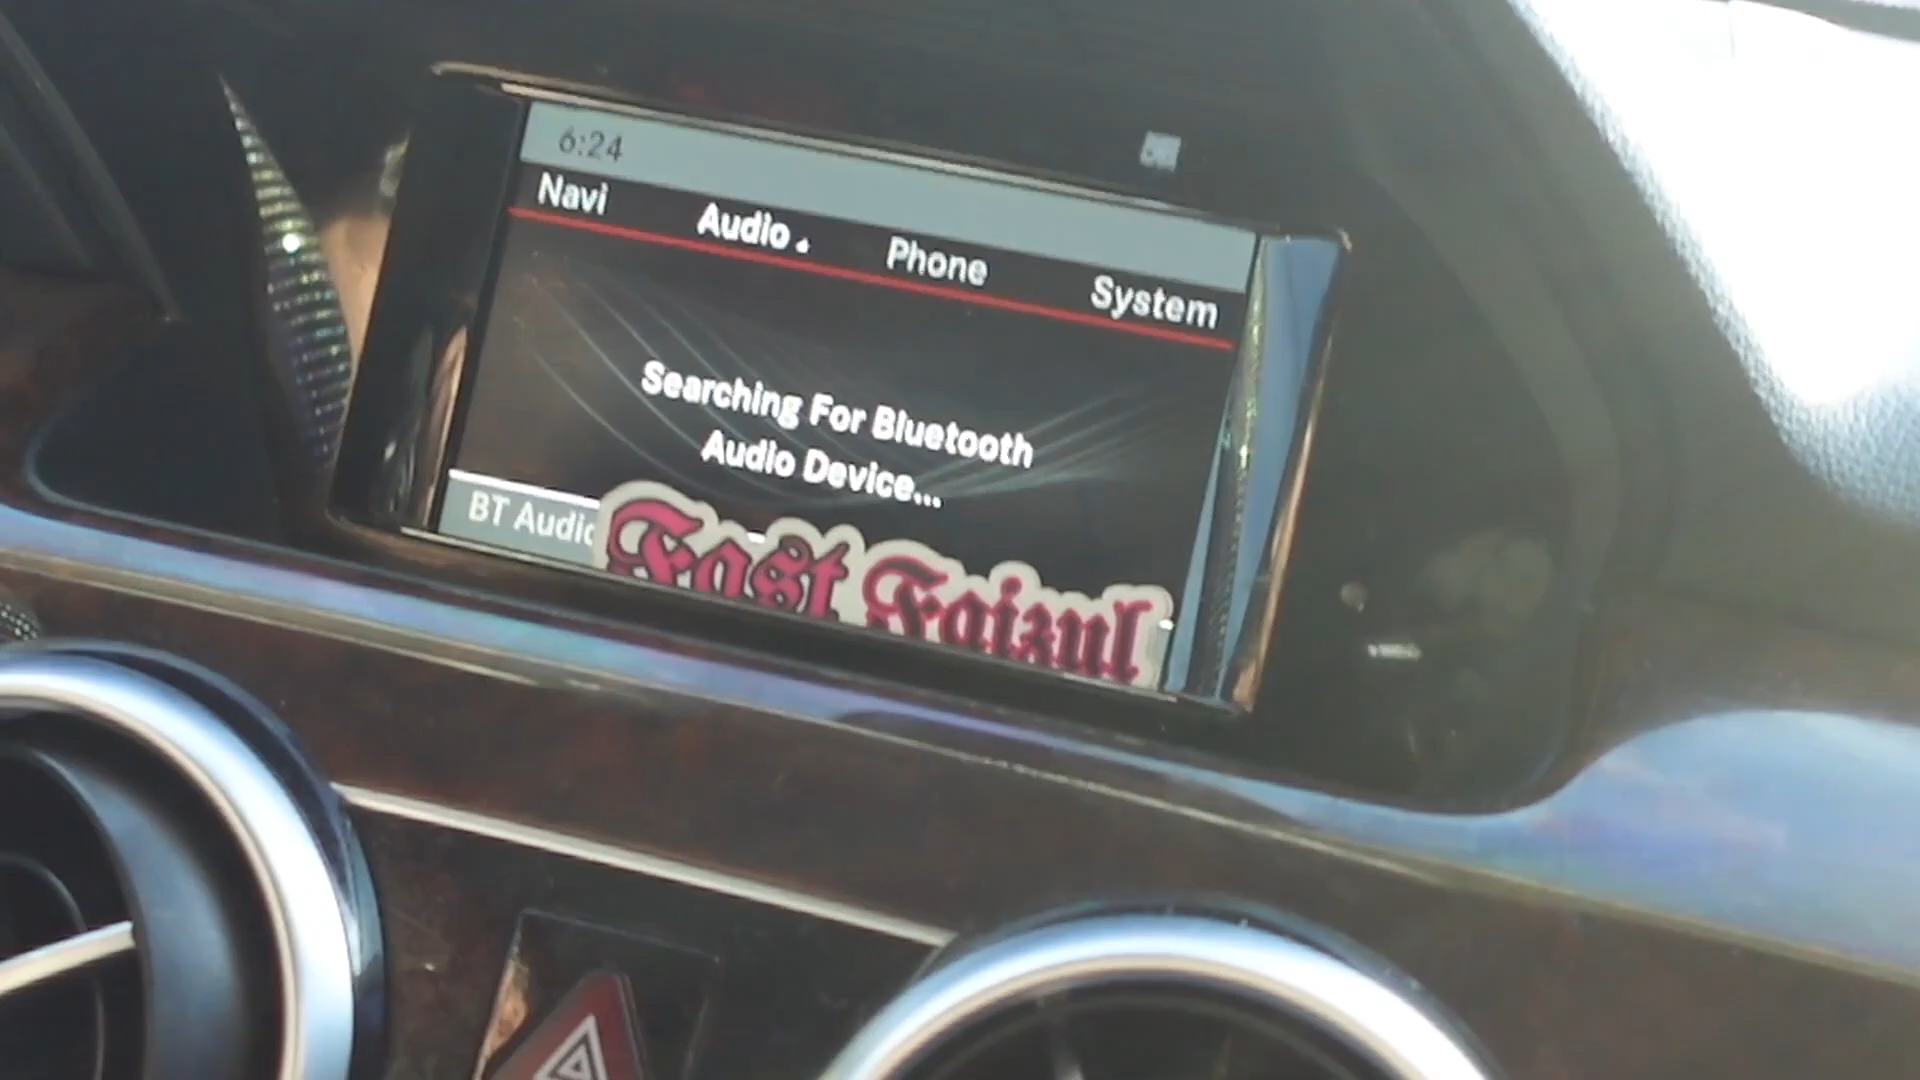 6:24
Navi Audio Phone System
Searching For Bluetooth
Audio Device...
BT Audio
Fast Faizul